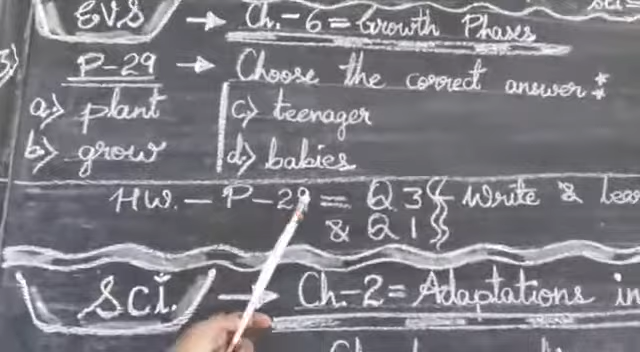 EVS → Ch.-6 = Growth Phases
3) P-29 → Choose the correct answer :
a.) plant c.) teenager
b.) grow d.) babies
HW. - P-29 = Q3 { Write &
& Q1 }
SCI. → Ch.-2 = Adaptations in